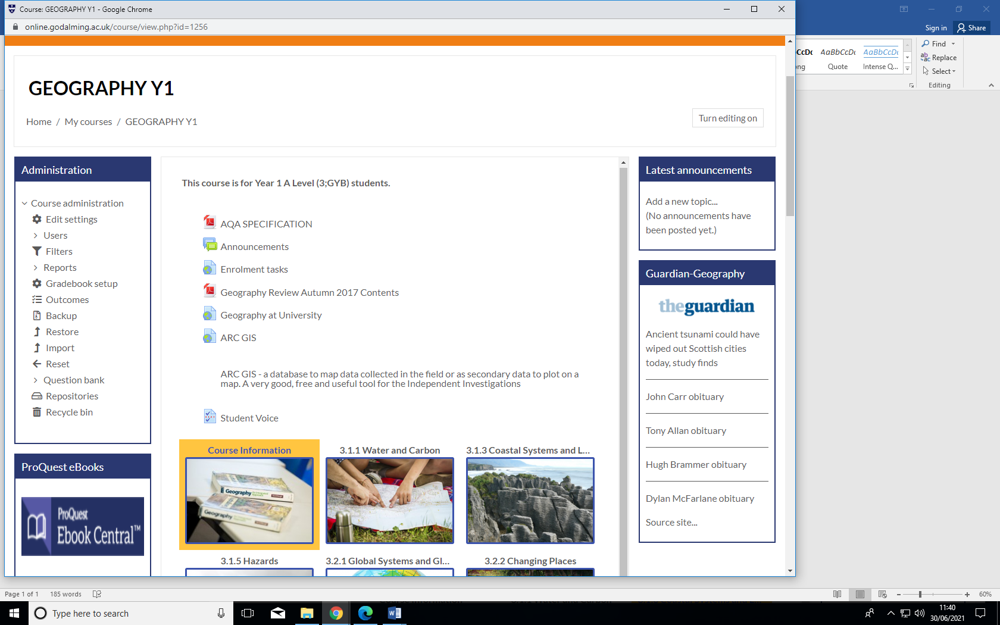 Course: GEOGRAPHY Y1 - Google Chrome
online.godalming.ac.uk/course/view.php?id=1256
Sign in
Share
AaBbCcDc
AaBbCcDc
Quote
Intense Q...
Find
Replace
Select
Editing
GEOGRAPHY Y1
Home / My courses / GEOGRAPHY Y1
Turn editing on
Administration
Course administration
Edit settings
Users
Filters
Reports
Gradebook setup
Outcomes
Backup
Restore
Import
Reset
Question bank
Repositories
Recycle bin
ProQuest eBooks
ProQuest
Ebook Central™
This course is for Year 1 A Level (3;GYB) students.
AQA SPECIFICATION
Announcements
Enrolment tasks
Geography Review Autumn 2017 Contents
Geography at University
ARC GIS
ARC GIS - a database to map data collected in the field or as secondary data to plot on a
map. A very good, free and useful tool for the Independent Investigations
Student Voice
Course Information
3.1.1 Water and Carbon
3.1.3 Coastal Systems and L...
Geography
Geography
3.1.5 Hazards
3.2.1 Global Systems and Gl...
3.2.2 Changing Places
Latest announcements
Add a new topic...
(No announcements have
been posted yet.)
Guardian-Geography
theguardian
Ancient tsunami could have
wiped out Scottish cities
today, study finds
John Carr obituary
Tony Allan obituary
Hugh Brammer obituary
Dylan McFarlane obituary
Source site...
Page 1 of 1
185 words
60%
Type here to search
11:40
30/06/2021